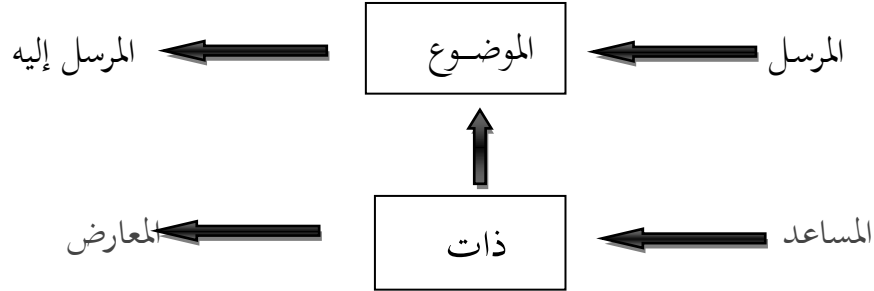 المرسل الموضوع المرسل إليه
المساعد ذات المعارض